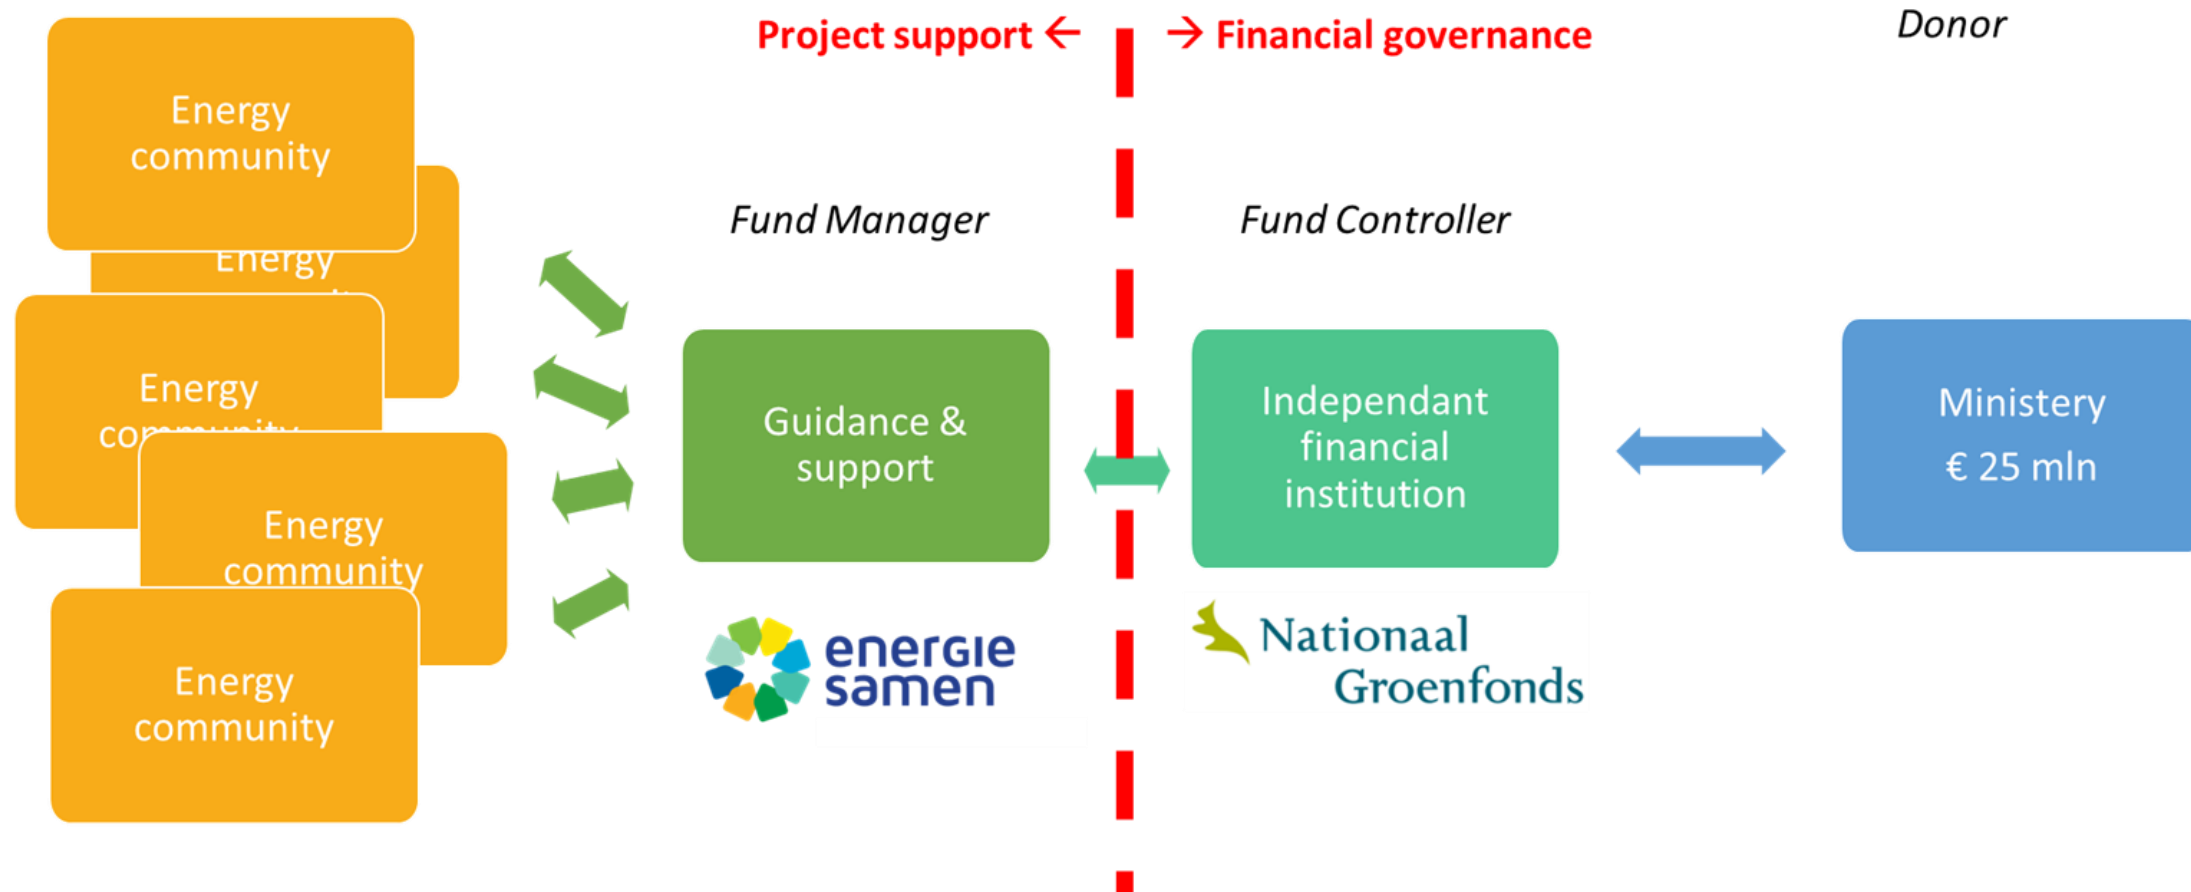 Project support ← → Financial governance
Donor
Energy
community
Energy
Energy
Energy
community
Energy
community
Fund Manager
Guidance &
support
energie
samen
Fund Controller
Independant
financial
institution
Nationaal
Groenfonds
Ministery
€ 25 mln